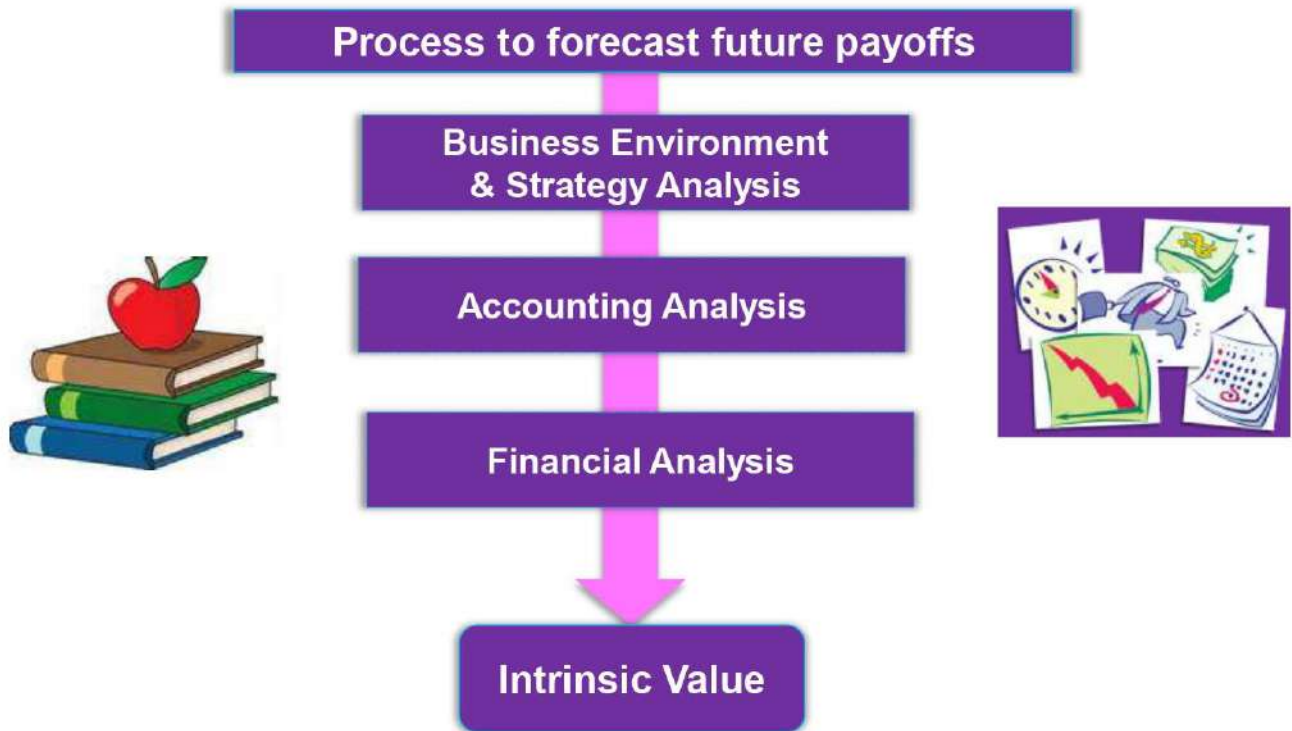 Process to forecast future payoffs
Business Environment
& Strategy Analysis
Accounting Analysis
Financial Analysis
Intrinsic Value